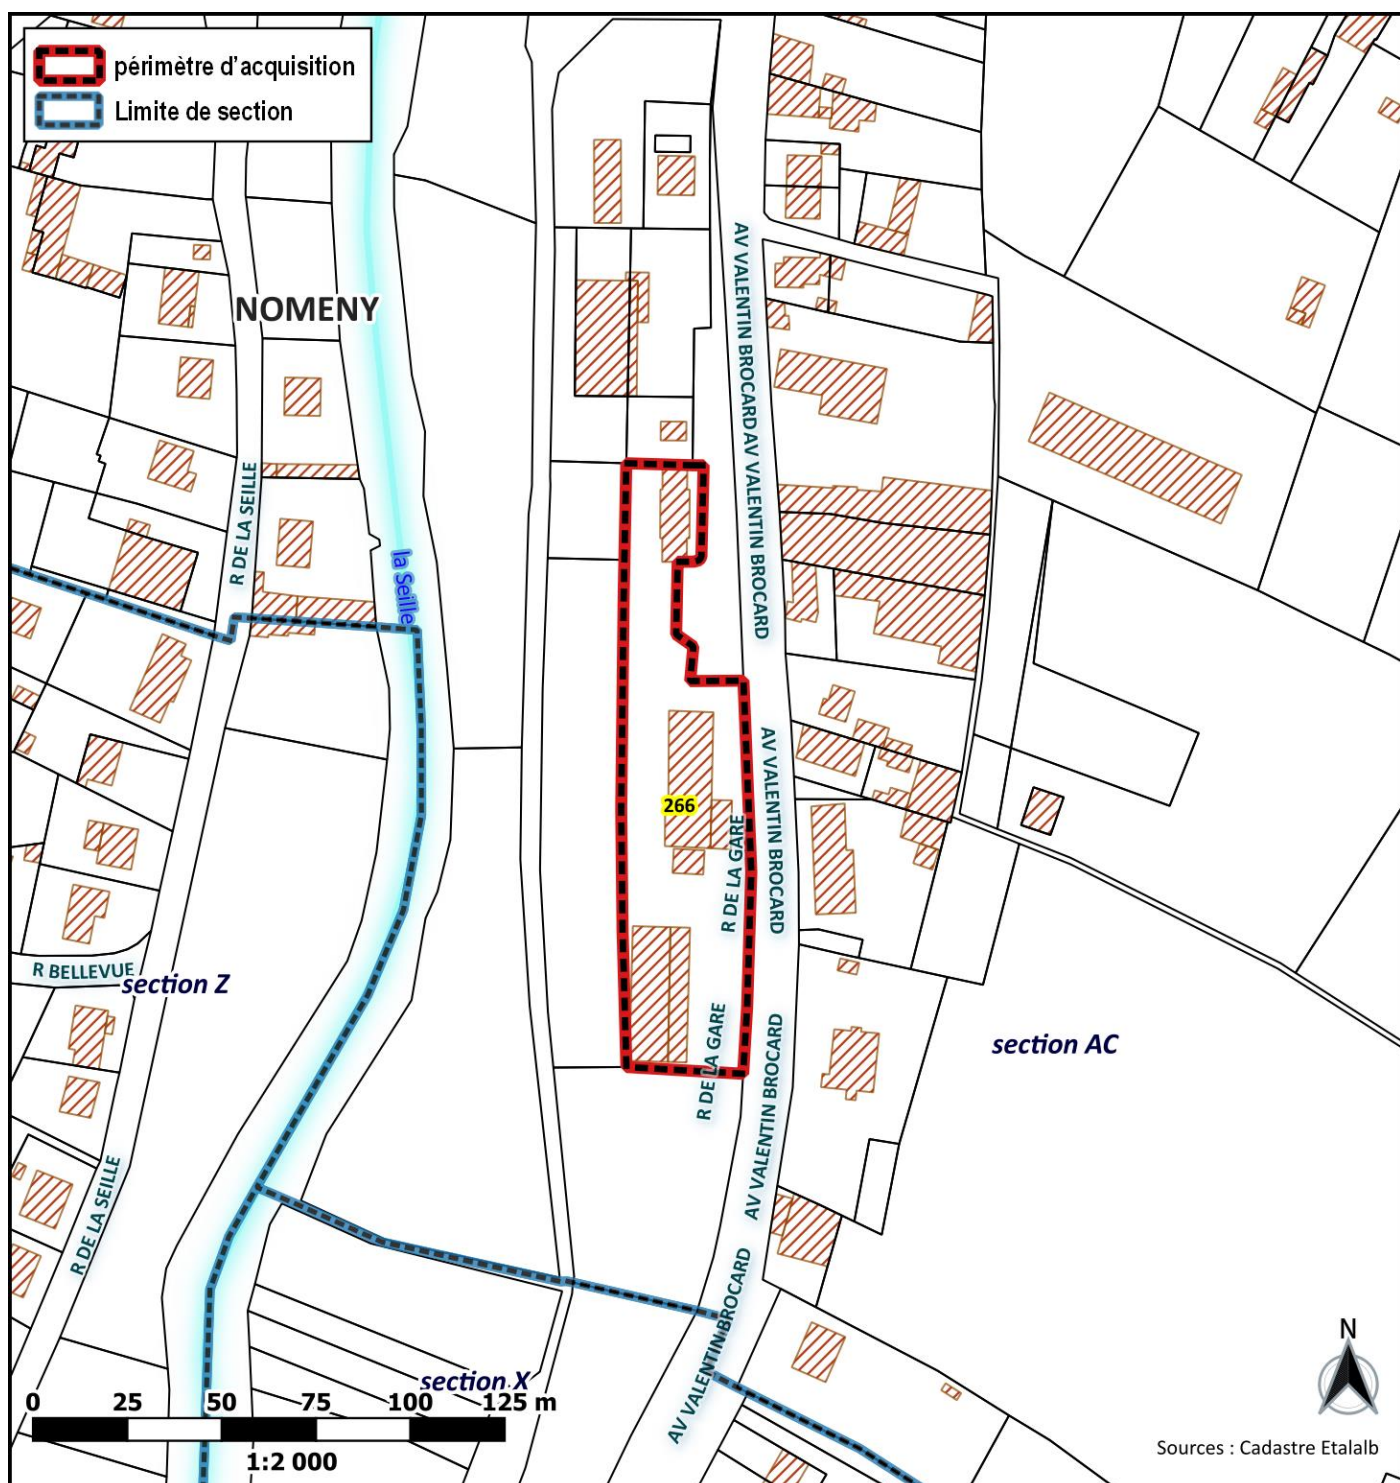 périmètre d'acquisition
Limite de section
NOMENY
AV VALENTIN BROCARD
AV VALENTIN BROCARD
R DE LA SEILLE
la Seille
AV VALENTIN BROCARD
266
R DE LA GARE
R BELLEVUE
section Z
section AC
R DE LA GARE
AV VALENTIN BROCARD
R DE LA SEILLE
AV VALENTIN BROCARD
section X
0 25 50 75 100 125 m
1:2 000
N
Sources : Cadastre Etalalb